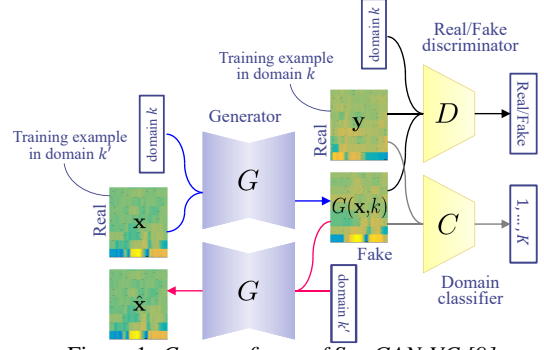 domain k
Real/Fake
discriminator
Training example
in domain k
Real/Fake
Generator
domain k
y
D
Real
Training example
in domain k′
G
G(x,k)
1, ..., K
Real
x
C
Fake
x̂
G
domain k′
Domain
classifier